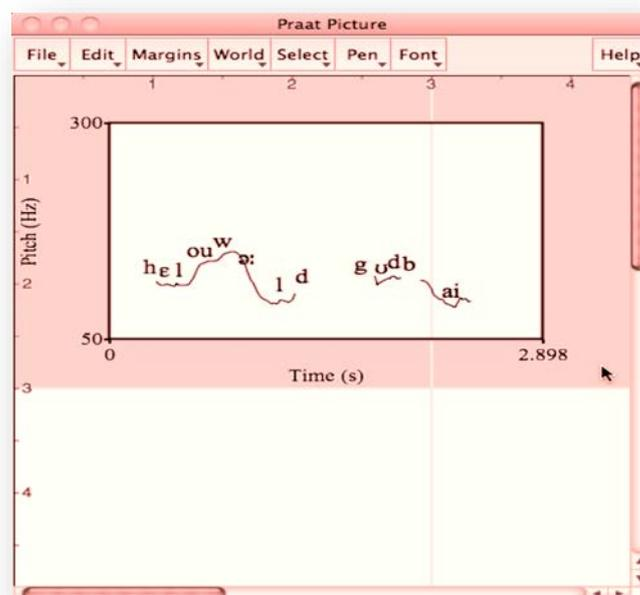 Praat Picture
File Edit Margins World Select Pen Font Help
1 2 3 4
300
1
Pitch (Hz)
h ɛ l ou w ɔ: l d g ʊ d b ai
2
50
0 2.898
Time (s)
3
4